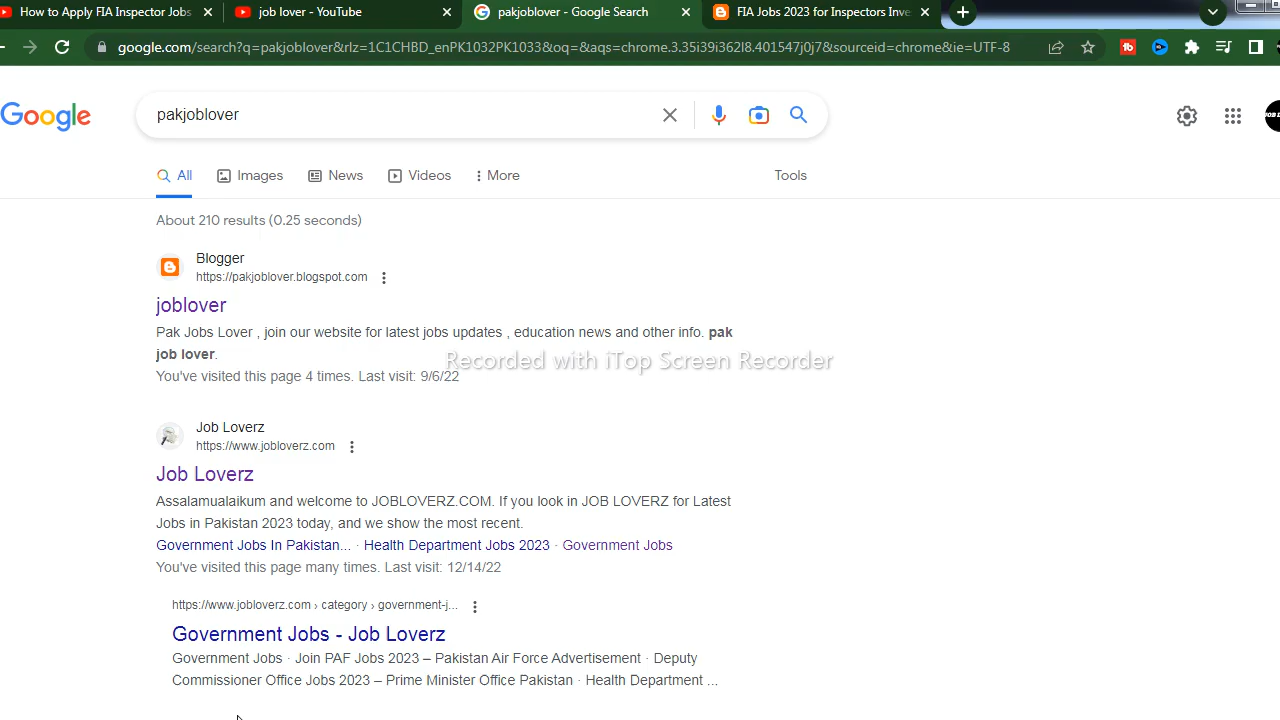 How to Apply FIA Inspector Jobs
job lover - YouTube
pakjoblover - Google Search
FIA Jobs 2023 for Inspectors Inve
google.com/search?q=pakjoblover&rlz=1C1CHBD_enPK1032PK1033&oq=&aqs=chrome.3.35i39i362l8.401547j0j7&sourceid=chrome&ie=UTF-8
Google
pakjoblover
All
Images
News
Videos
More
Tools
About 210 results (0.25 seconds)
Blogger
https://pakjoblover.blogspot.com
joblover
Pak Jobs Lover , join our website for latest jobs updates , education news and other info. pak
job lover.
You've visited this page 4 times. Last visit: 9/6/22
Recorded with iTop Screen Recorder
Job Loverz
https://www.jobloverz.com
Job Loverz
Assalamualaikum and welcome to JOBLOVERZ.COM. If you look in JOB LOVERZ for Latest
Jobs in Pakistan 2023 today, and we show the most recent.
Government Jobs In Pakistan... · Health Department Jobs 2023 · Government Jobs
You've visited this page many times. Last visit: 12/14/22
https://www.jobloverz.com › category › government-j...
Government Jobs - Job Loverz
Government Jobs · Join PAF Jobs 2023 – Pakistan Air Force Advertisement · Deputy
Commissioner Office Jobs 2023 – Prime Minister Office Pakistan · Health Department ...